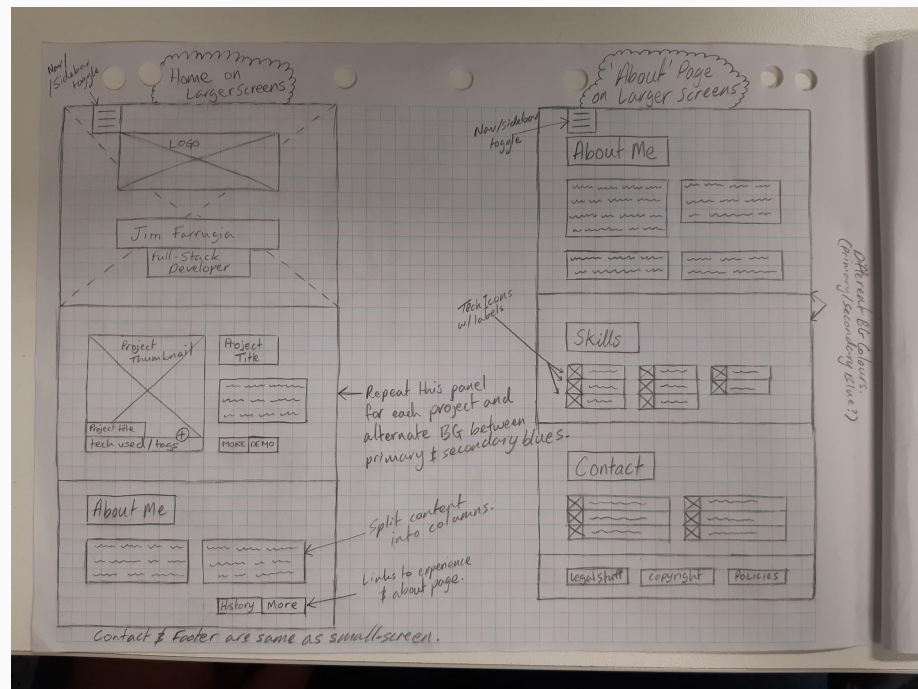 Nav
/Sidebar
toggle
Home on
Larger screens
LOGO
Jim Farrugia
Full-Stack
Developer
Project
Thumbnail
Project
Title
Project title
tech used/tags
MORE DEMO
Repeat this panel
for each project and
alternate BG between
primary & secondary blues.
About Me
Split content
into columns.
Links to experience
& about page.
History More
Contact & Footer are same as small-screen.
'About' Page
on Larger Screens
Nav/sidebar
toggle
About Me
Different BG Colours.
(primary/secondary Blue?)
Tech Icons
w/labels
Skills
Contact
Legal stuff copyright Policies